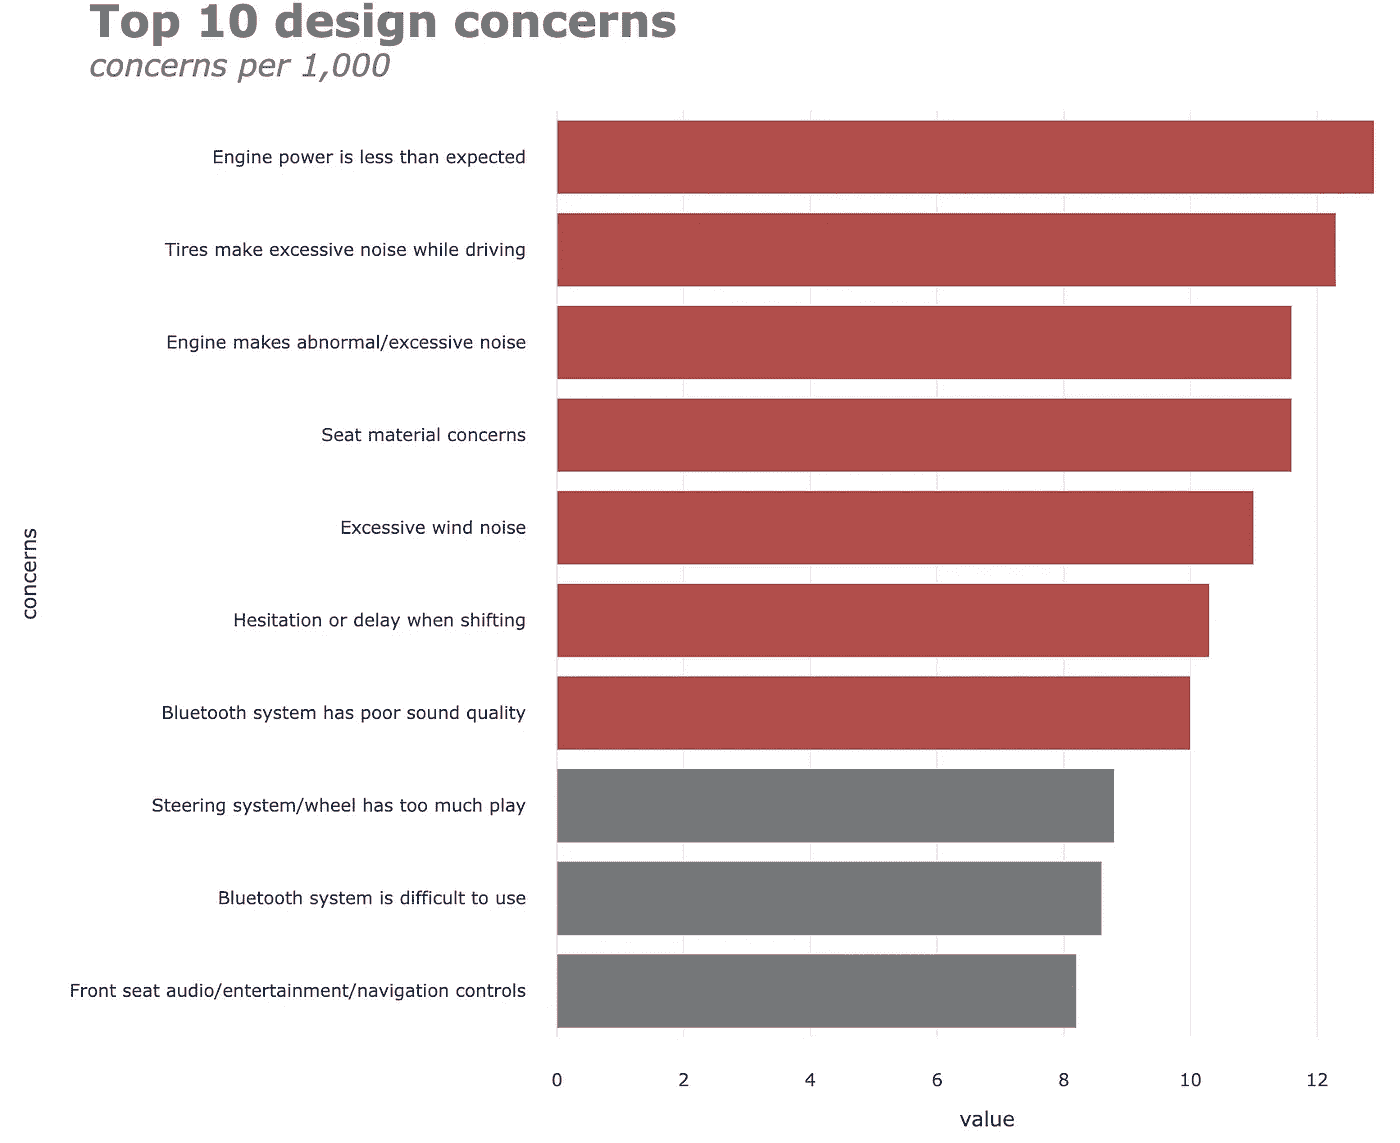 Top 10 design concerns
concerns per 1,000
Engine power is less than expected
Tires make excessive noise while driving
Engine makes abnormal/excessive noise
Seat material concerns
Excessive wind noise
Hesitation or delay when shifting
Bluetooth system has poor sound quality
Steering system/wheel has too much play
Bluetooth system is difficult to use
Front seat audio/entertainment/navigation controls
concerns
0 2 4 6 8 10 12
value